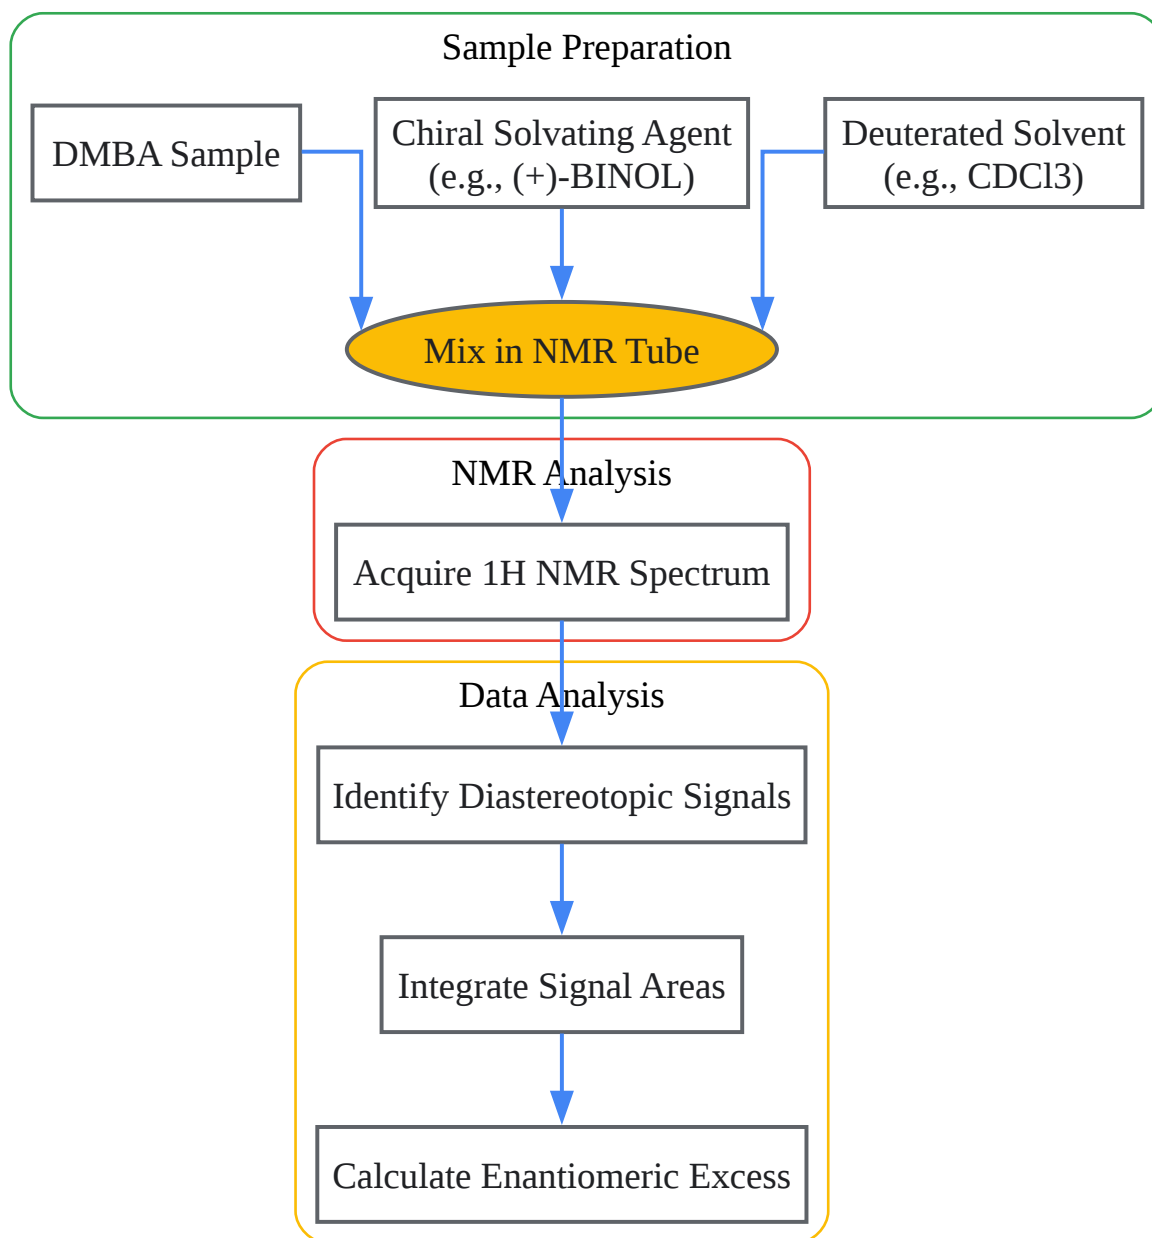 Sample Preparation
DMBA Sample
Chiral Solvating Agent
(e.g., (+)-BINOL)
Deuterated Solvent
(e.g., CDCl3)
Mix in NMR Tube
NMR Analysis
Acquire 1H NMR Spectrum
Data Analysis
Identify Diastereotopic Signals
Integrate Signal Areas
Calculate Enantiomeric Excess